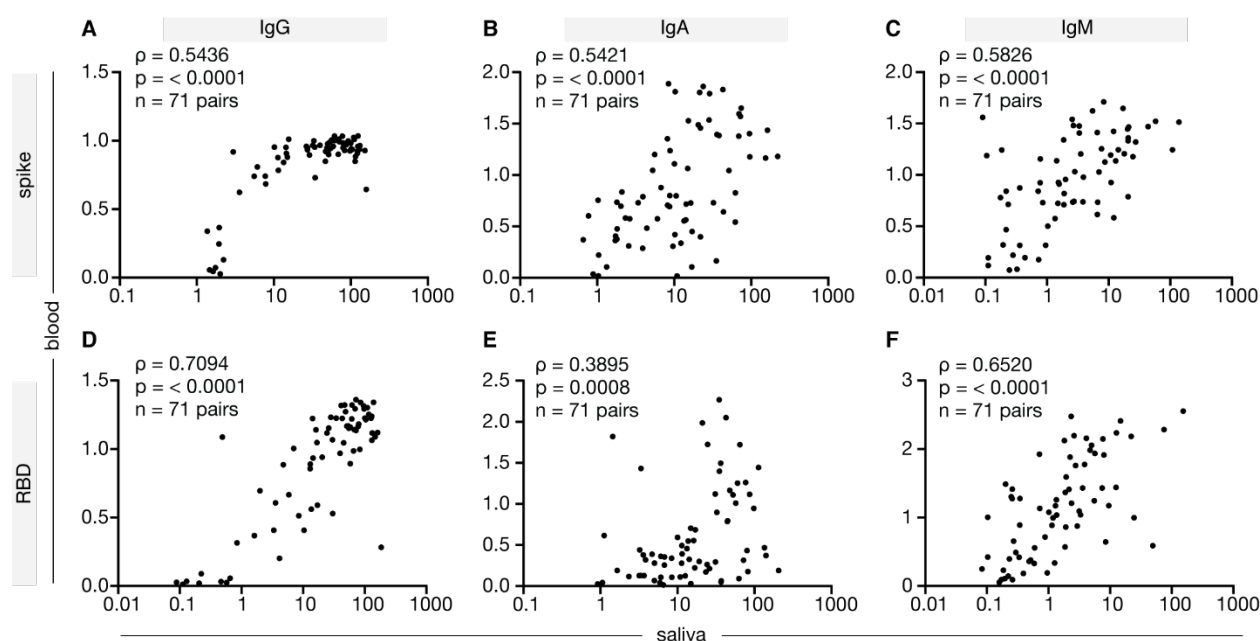 IgG
IgA
IgM
A
ρ = 0.5436
p = < 0.0001
n = 71 pairs
1.5
1.0
0.5
0.0
0.1 1 10 100 1000
B
ρ = 0.5421
p = < 0.0001
n = 71 pairs
2.0
1.5
1.0
0.5
0.0
0.1 1 10 100 1000
C
ρ = 0.5826
p = < 0.0001
n = 71 pairs
2.0
1.5
1.0
0.5
0.0
0.01 0.1 1 10 100 1000
spike
blood
RBD
D
ρ = 0.7094
p = < 0.0001
n = 71 pairs
1.5
1.0
0.5
0.0
0.01 0.1 1 10 100 1000
E
ρ = 0.3895
p = 0.0008
n = 71 pairs
2.5
2.0
1.5
1.0
0.5
0.0
0.1 1 10 100 1000
F
ρ = 0.6520
p = < 0.0001
n = 71 pairs
3
2
1
0
0.01 0.1 1 10 100 1000
saliva